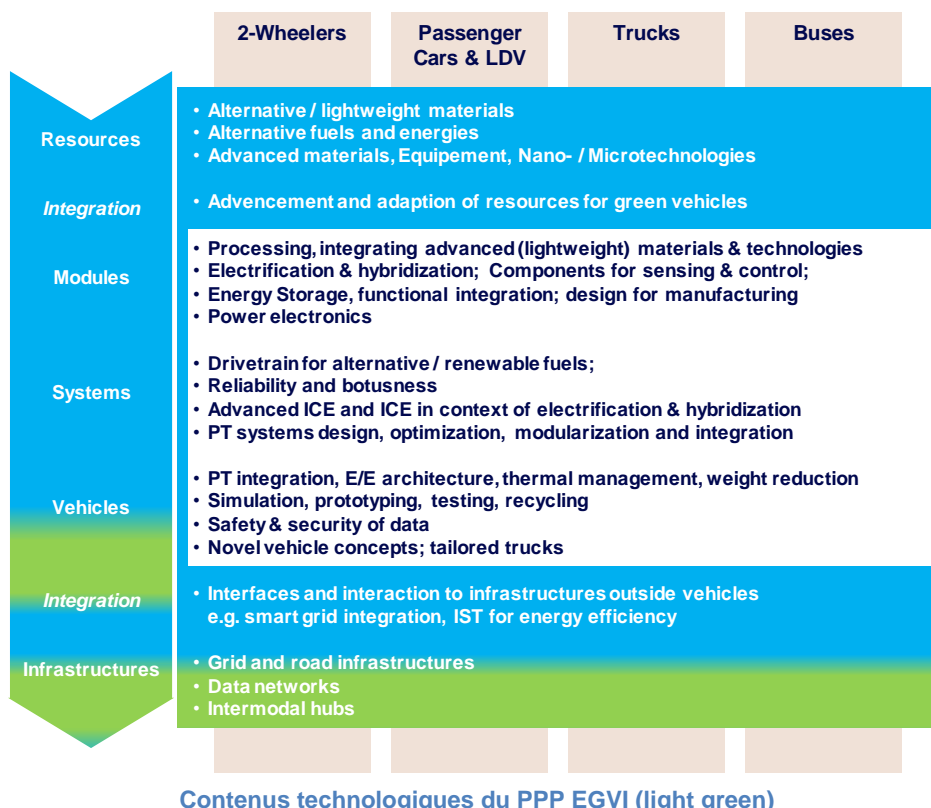 2-Wheelers
Passenger
Cars & LDV
Trucks
Buses
Resources
• Alternative / lightweight materials
• Alternative fuels and energies
• Advanced materials, Equipement, Nano- / Microtechnologies
Integration
• Advencement and adaption of resources for green vehicles
Modules
• Processing, integrating advanced (lightweight) materials & technologies
• Electrification & hybridization; Components for sensing & control;
• Energy Storage, functional integration; design for manufacturing
• Power electronics
Systems
• Drivetrain for alternative / renewable fuels;
• Reliability and botusness
• Advanced ICE and ICE in context of electrification & hybridization
• PT systems design, optimization, modularization and integration
Vehicles
• PT integration, E/E architecture, thermal management, weight reduction
• Simulation, prototyping, testing, recycling
• Safety & security of data
• Novel vehicle concepts; tailored trucks
Integration
• Interfaces and interaction to infrastructures outside vehicles
e.g. smart grid integration, IST for energy efficiency
Infrastructures
• Grid and road infrastructures
• Data networks
• Intermodal hubs
Contenus technologiques du PPP EGVI (light green)